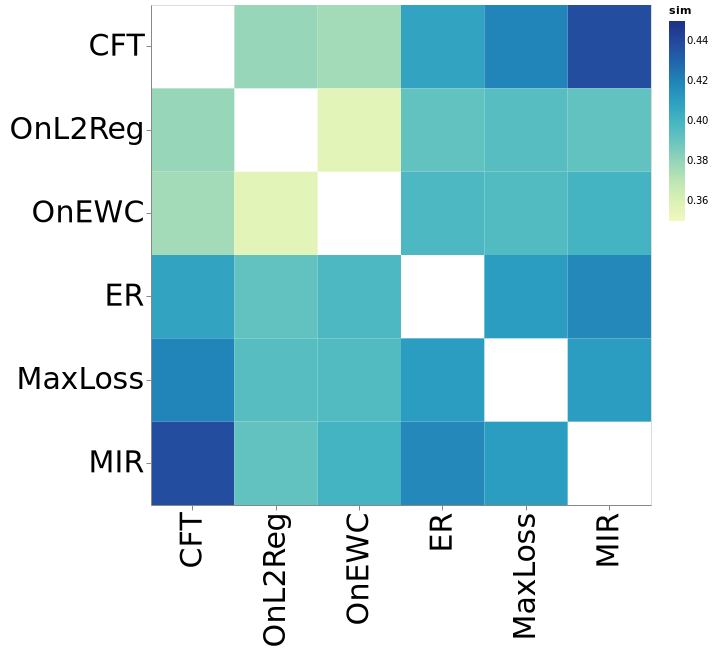 sim
CFT
OnL2Reg
OnEWC
ER
MaxLoss
MIR
0.44
0.42
0.40
0.38
0.36
CFT
OnL2Reg
OnEWC
ER
MaxLoss
MIR